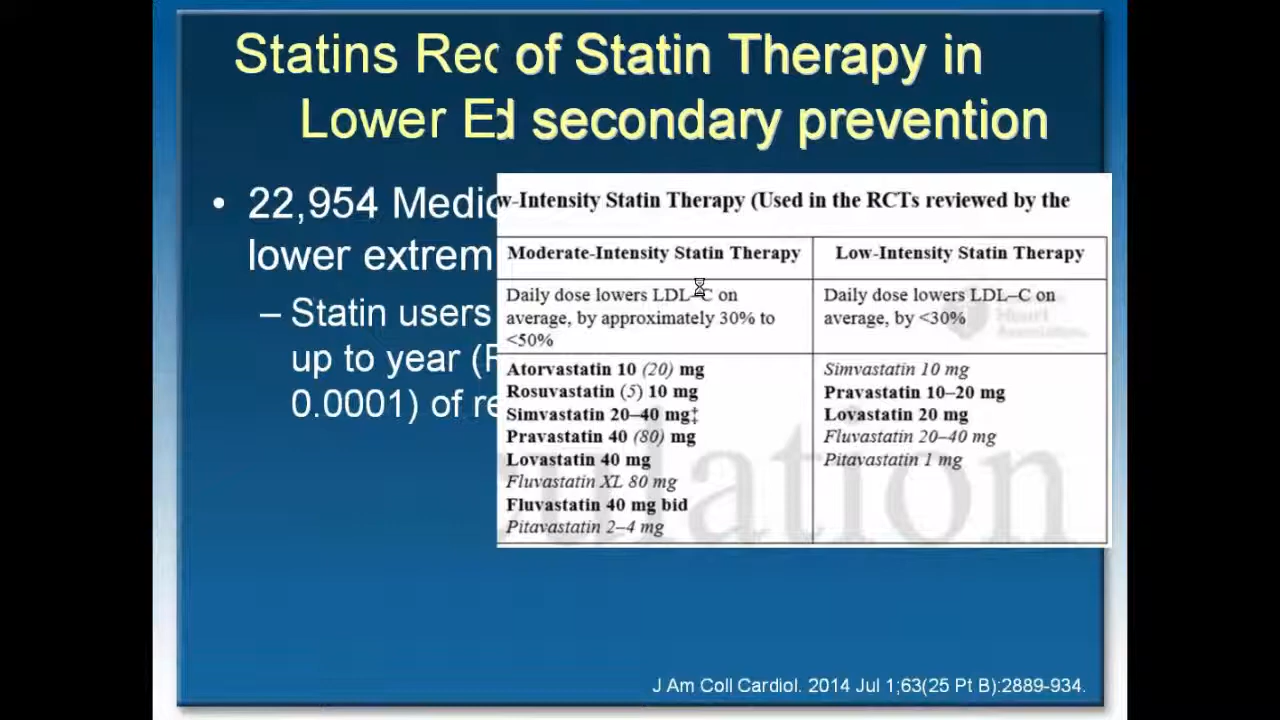 Statins Rec of Statin Therapy in
Lower Ed secondary prevention
• 22,954 Medic
lower extrem
– Statin users
up to year (
0.0001) of re
w-Intensity Statin Therapy (Used in the RCTs reviewed by the
Moderate-Intensity Statin Therapy
Daily dose lowers LDL–C on
average, by approximately 30% to
<50%
Atorvastatin 10 (20) mg
Rosuvastatin (5) 10 mg
Simvastatin 20–40 mg‡
Pravastatin 40 (80) mg
Lovastatin 40 mg
Fluvastatin XL 80 mg
Fluvastatin 40 mg bid
Pitavastatin 2–4 mg
Low-Intensity Statin Therapy
Daily dose lowers LDL–C on
average, by <30%
Simvastatin 10 mg
Pravastatin 10–20 mg
Lovastatin 20 mg
Fluvastatin 20–40 mg
Pitavastatin 1 mg
ulation
Heart
J Am Coll Cardiol. 2014 Jul 1;63(25 Pt B):2889-934.